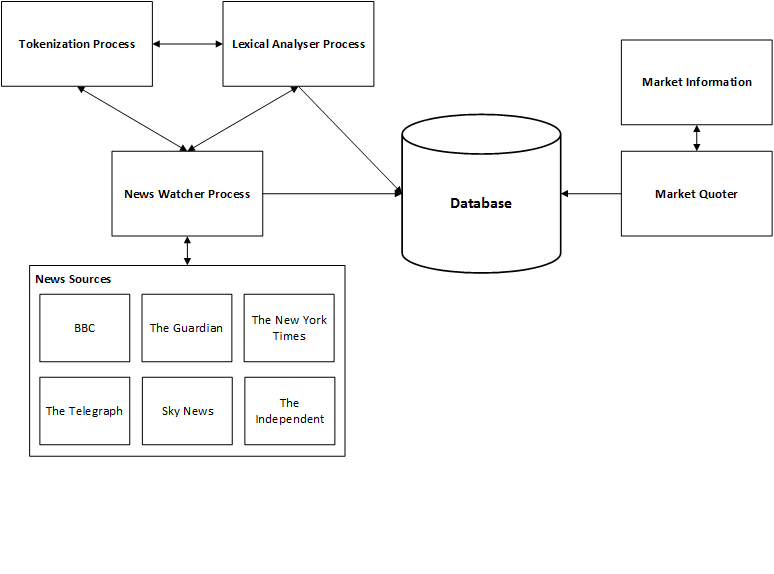 Tokenization Process
Lexical Analyser Process
Market Information
News Watcher Process
Database
Market Quoter
News Sources
BBC
The Guardian
The New York
Times
The Telegraph
Sky News
The
Independent